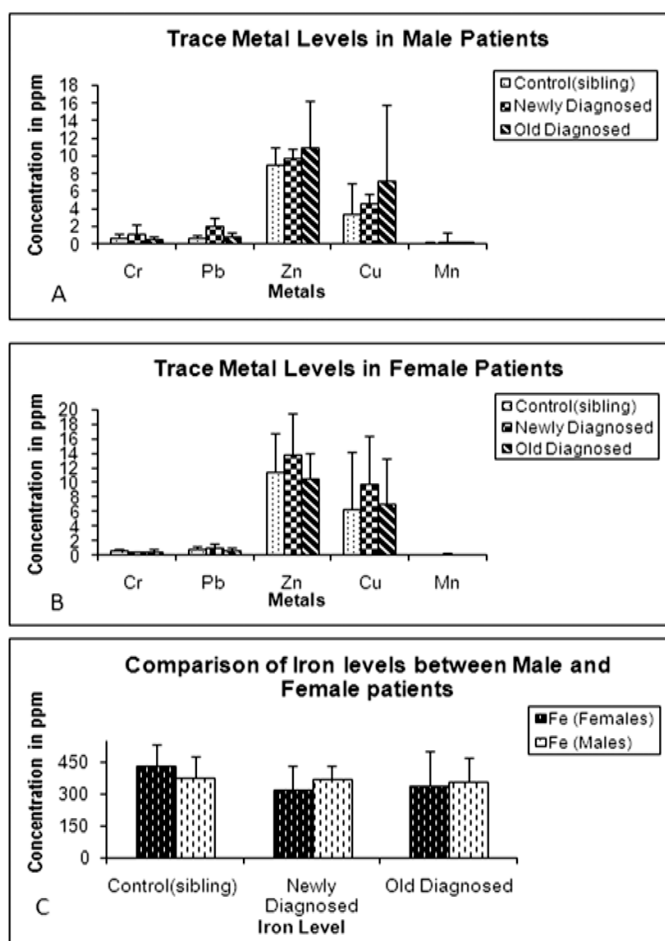 Trace Metal Levels in Male Patients
Concentration in ppm
18
16
14
12
10
8
6
4
2
0
Cr Pb Zn Cu Mn
Metals
Control(sibling)
Newly Diagnosed
Old Diagnosed
A
Trace Metal Levels in Female Patients
Concentration in ppm
20
18
16
14
12
10
8
6
4
2
0
Cr Pb Zn Cu Mn
Metals
Control(sibling)
Newly Diagnosed
Old Diagnosed
B
Comparison of Iron levels between Male and
Female patients
Concentration in ppm
450
300
150
0
Control(sibling) Newly Old Diagnosed
Diagnosed
Iron Level
Fe (Females)
Fe (Males)
C